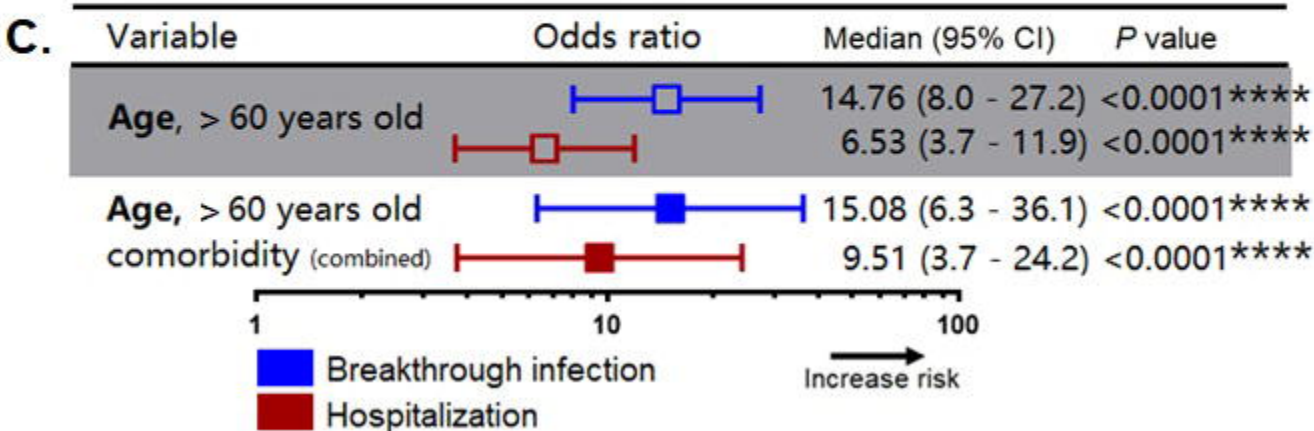 C. Variable Odds ratio Median (95% CI) P value
Age, > 60 years old
14.76 (8.0 - 27.2) <0.0001****
6.53 (3.7 - 11.9) <0.0001****
Age, > 60 years old 15.08 (6.3 - 36.1) <0.0001****
comorbidity (combined) 9.51 (3.7 - 24.2) <0.0001****
1 10 100
Breakthrough infection
Increase risk
Hospitalization